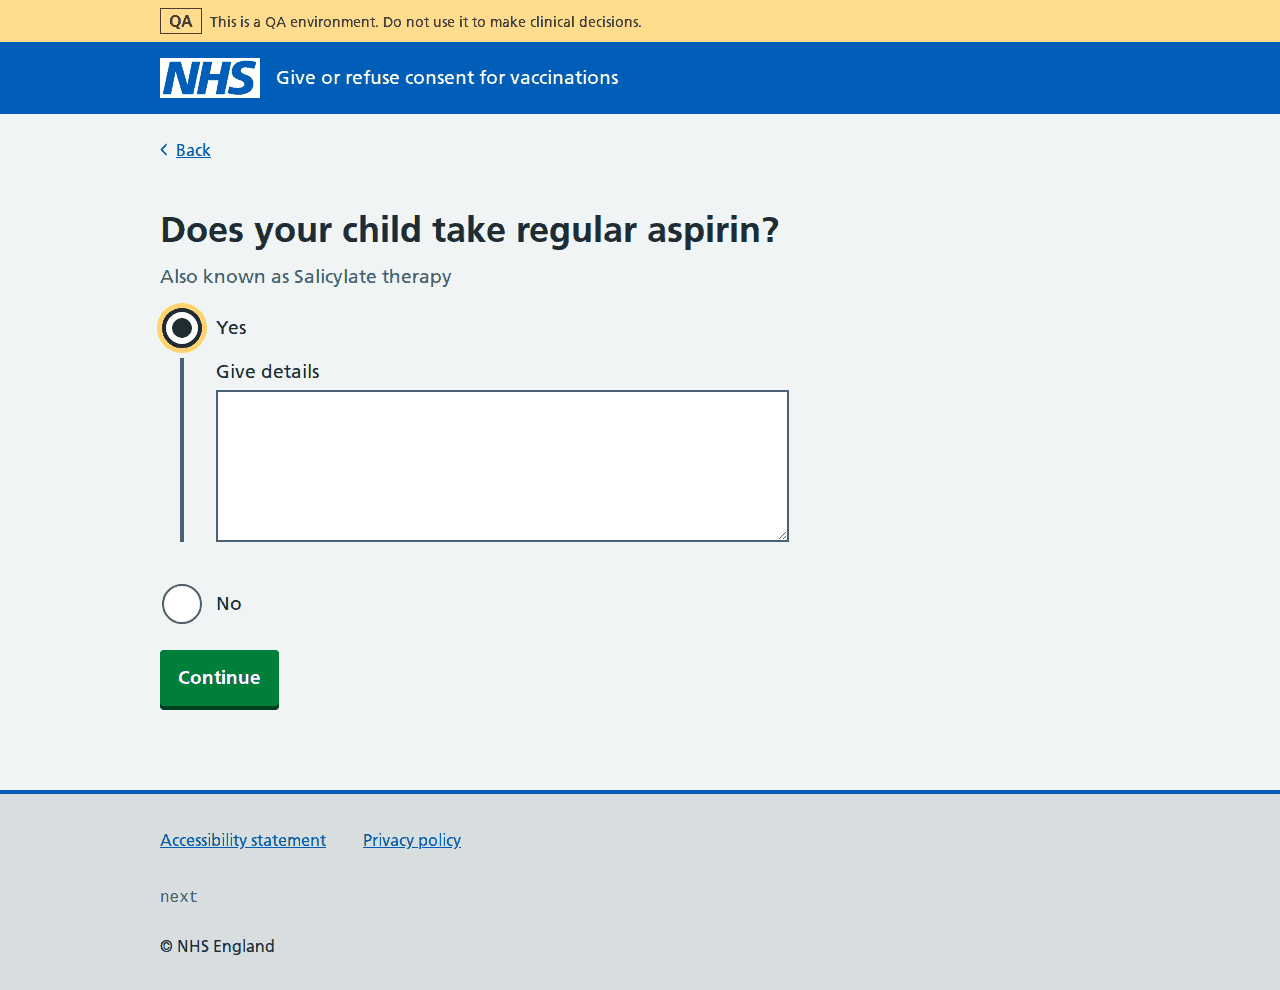 QA This is a QA environment. Do not use it to make clinical decisions.
NHS Give or refuse consent for vaccinations
Back
Does your child take regular aspirin?
Also known as Salicylate therapy
Yes
Give details
No
Continue
Accessibility statement Privacy policy
next
© NHS England